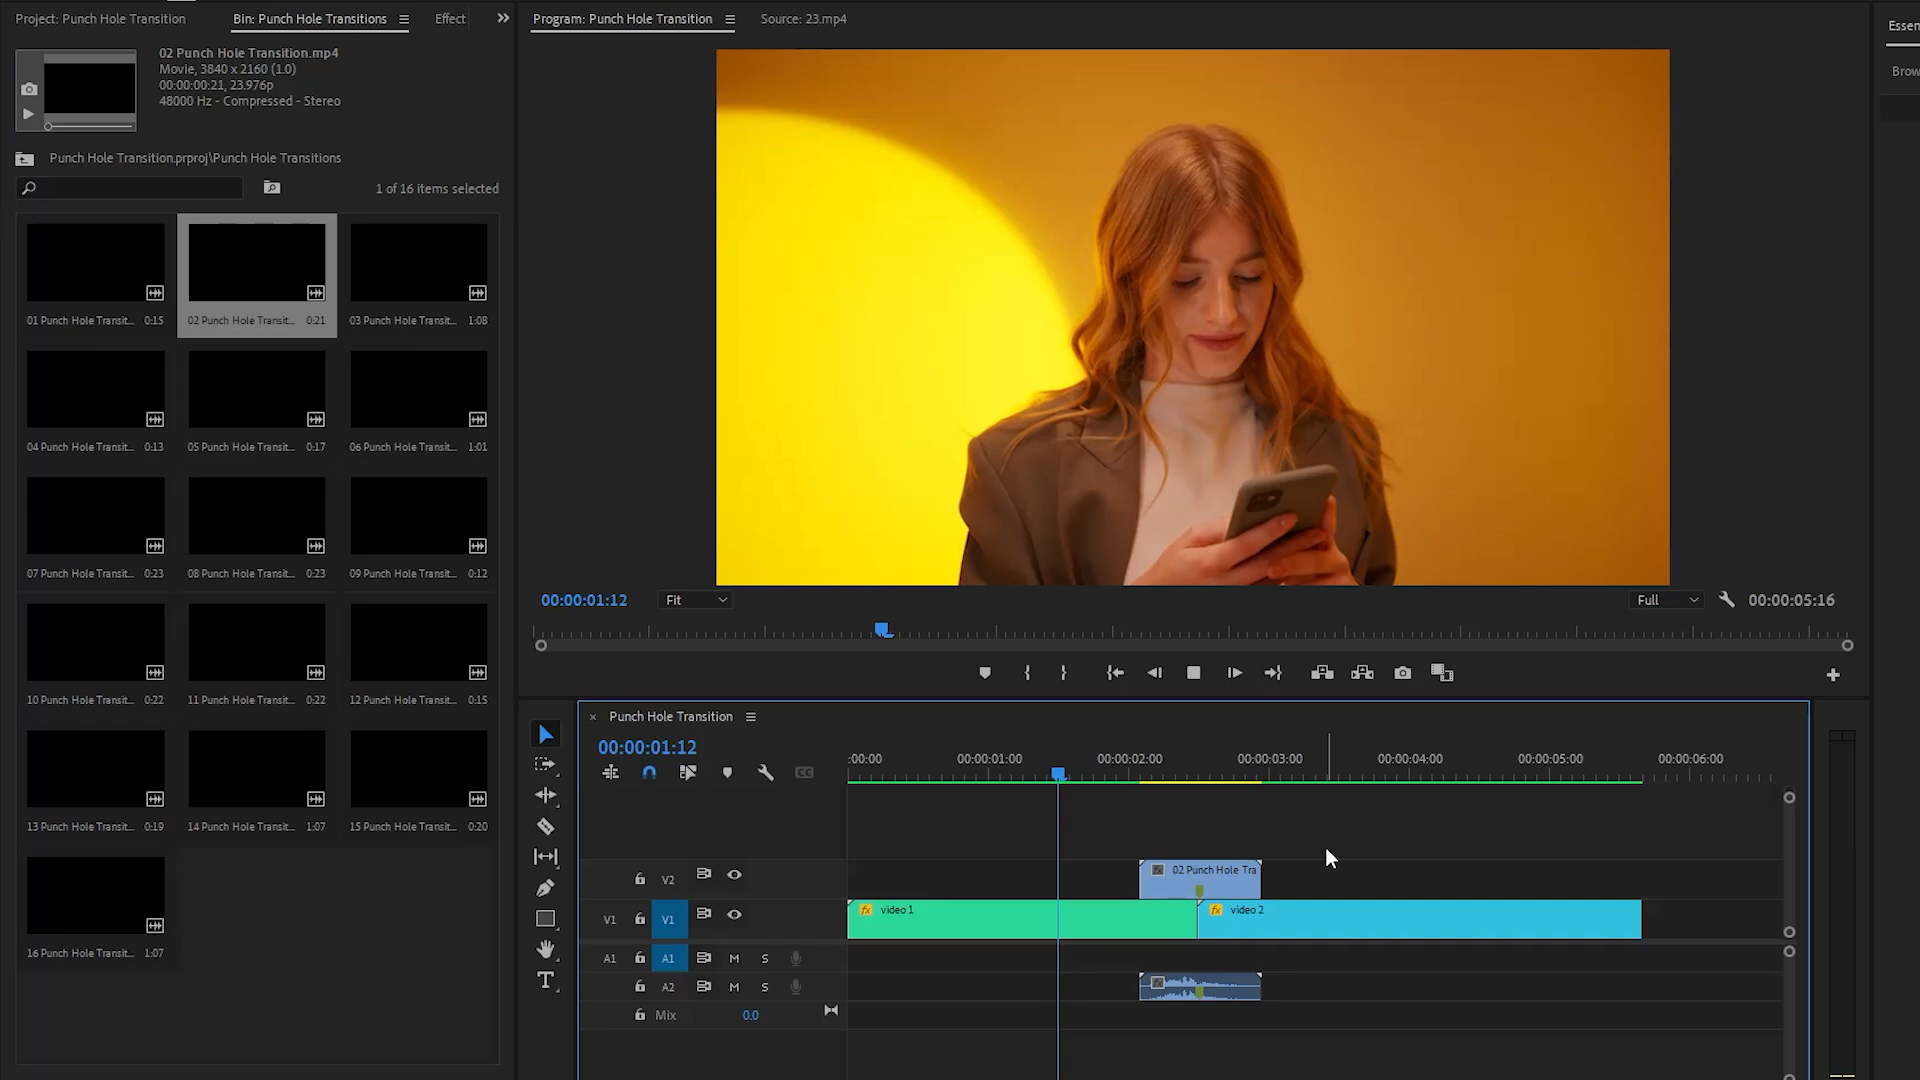 Project: Punch Hole Transition
Bin: Punch Hole Transitions
Effect
Program: Punch Hole Transition
Source: 23.mp4
Essen
Brow
02 Punch Hole Transition.mp4
Movie, 3840 x 2160 (1.0)
00:00:00:21, 23.976p
48000 Hz - Compressed - Stereo
Punch Hole Transition.prproj\Punch Hole Transitions
1 of 16 items selected
01 Punch Hole Transit... 0:15
02 Punch Hole Transit... 0:21
03 Punch Hole Transit... 1:08
04 Punch Hole Transit... 0:13
05 Punch Hole Transit... 0:17
06 Punch Hole Transit... 1:01
07 Punch Hole Transit... 0:23
08 Punch Hole Transit... 0:23
09 Punch Hole Transit... 0:12
10 Punch Hole Transit... 0:22
11 Punch Hole Transit... 0:22
12 Punch Hole Transit... 0:15
13 Punch Hole Transit... 0:19
14 Punch Hole Transit... 1:07
15 Punch Hole Transit... 0:20
16 Punch Hole Transit... 1:07
00:00:01:12
Fit
Full
00:00:05:16
Punch Hole Transition
00:00:01:12
:00:00
00:00:01:00
00:00:02:00
00:00:03:00
00:00:04:00
00:00:05:00
00:00:06:00
V2
fx 02 Punch Hole Tra
V1 V1
fx video 1
fx video 2
A1 A1 M S
A2 M S
fx
Mix 0.0